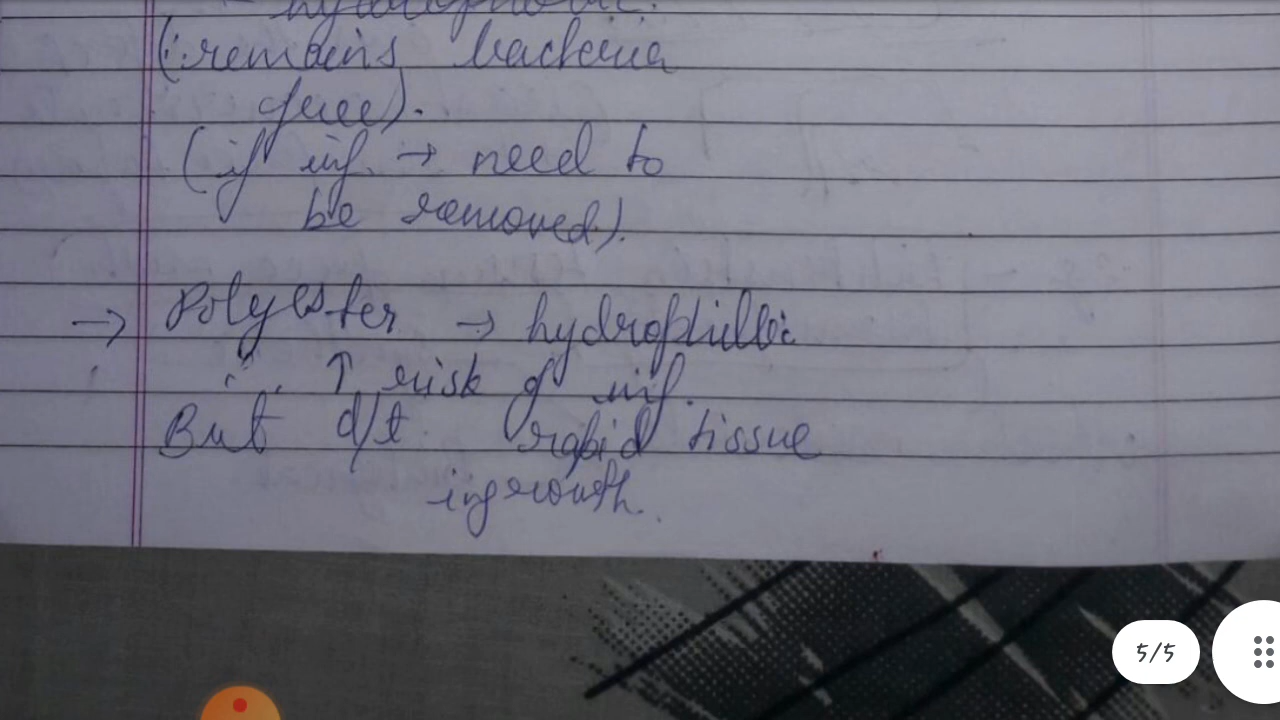 - hydrophobic.
(∵ remains bacteria
free).
(if inf. → need to
be removed).
→ Polyester → hydrophillic
∴ ↑ risk of inf.
But d/t rapid tissue
ingrowth.
5/5